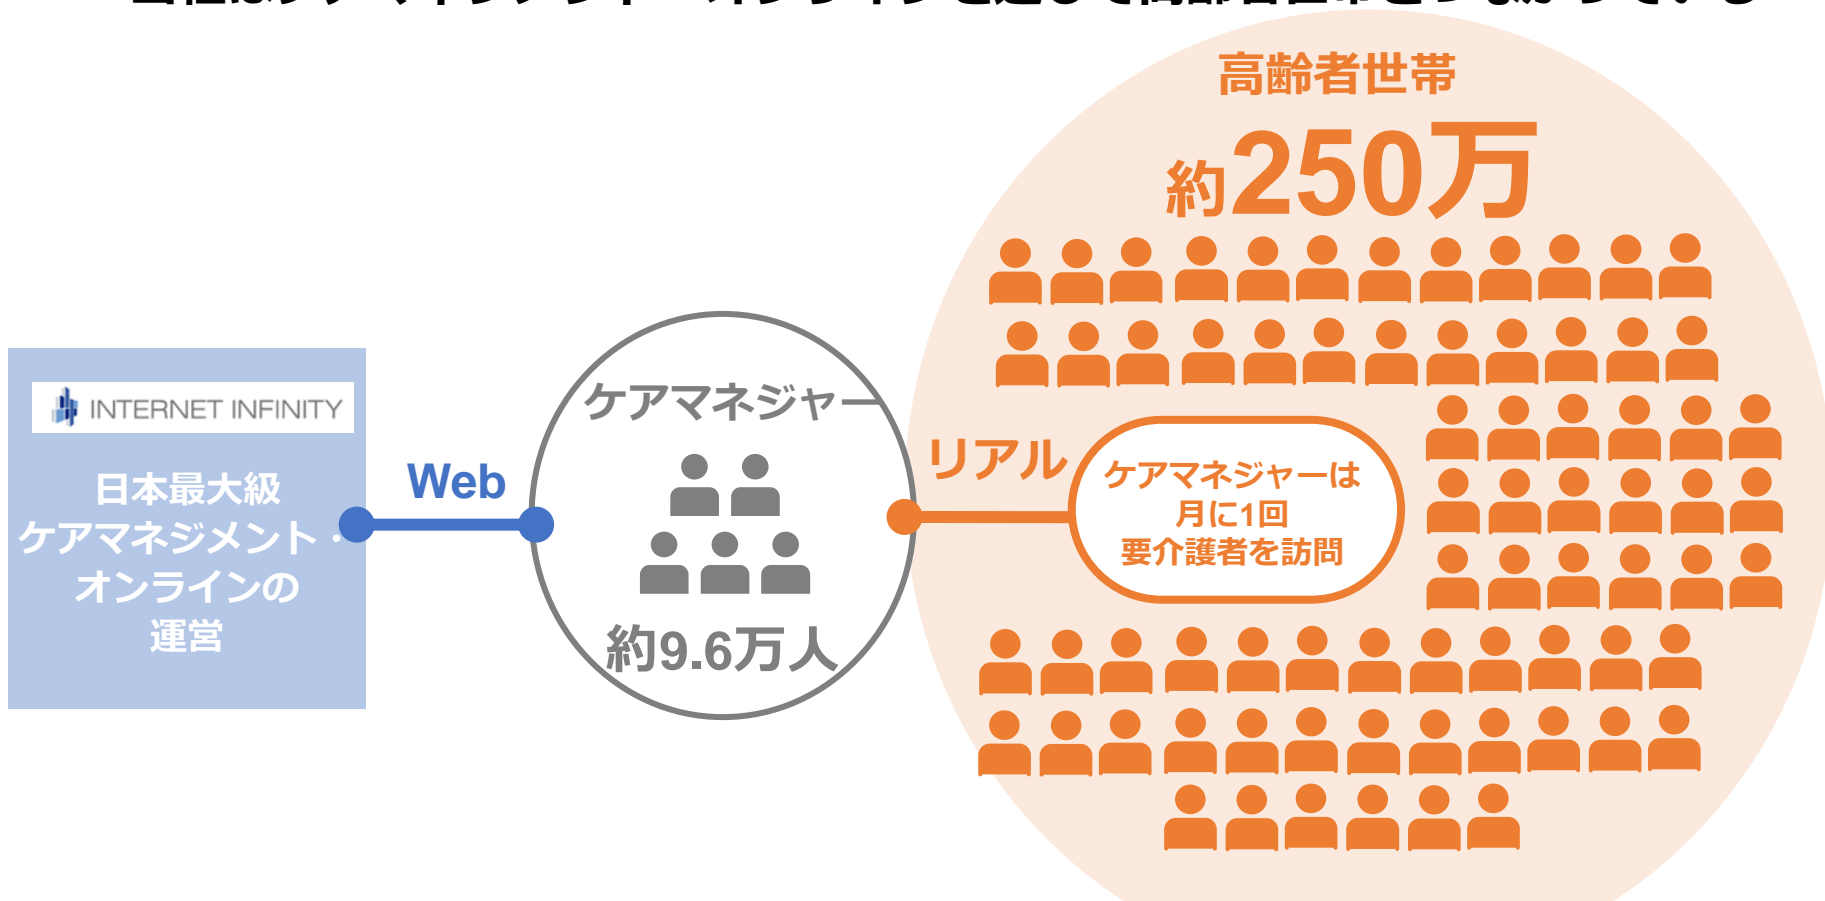 高齢者世帯
約250万
INTERNET INFINITY
日本最大級
ケアマネジメント・
オンラインの
運営
Web
ケアマネジャー
約9.6万人
リアル
ケアマネジャーは
月に1回
要介護者を訪問